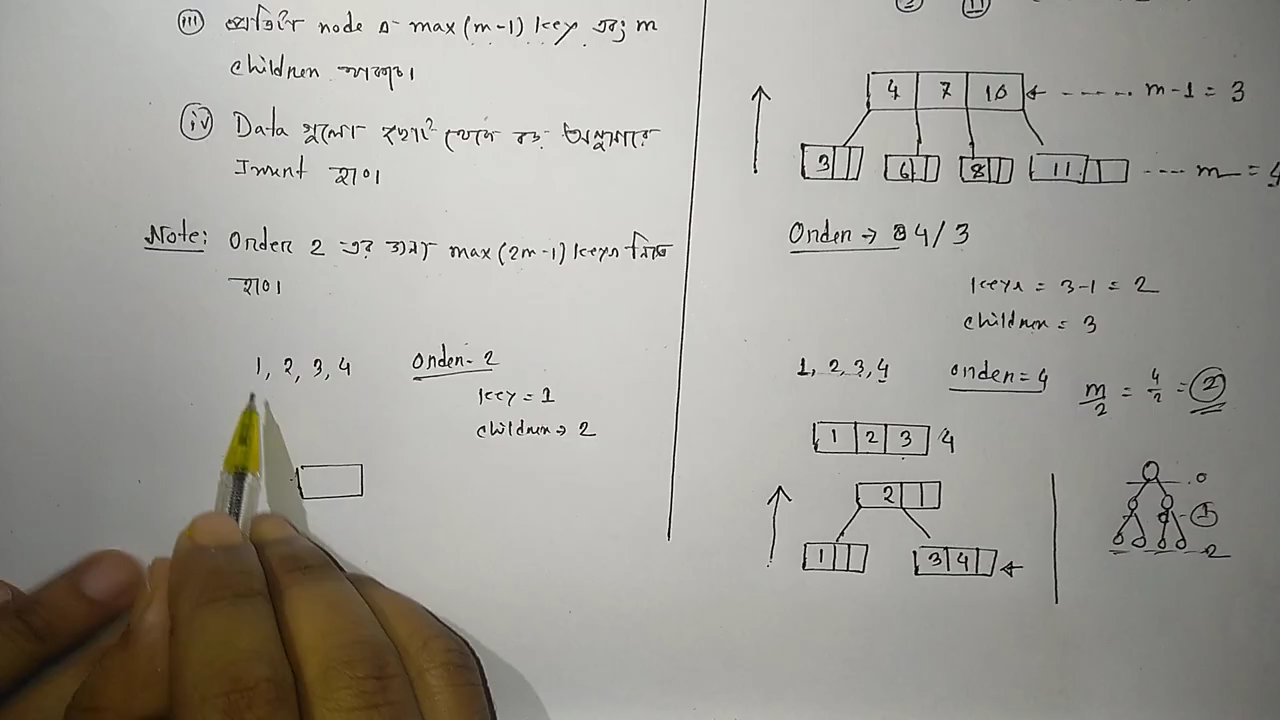 iii প্রতিটি node এ max (m-1) key এবং m
children থাকবে।
iv Data গুলো ছোট থেকে বড় অনুসারে
Insert হবে।
Note: Order 2 এর জন্য max (2m-1) keys নিতে
হবে।
1, 2, 3, 4 Order- 2
key = 1
children → 2
11
4 7 10 ← ----- m-1 = 3
3 6 8 11 ---- m = 4
Order → 4/3
keys = 3-1 = 2
children = 3
1, 2, 3, 4 order = 4 m/2 = 4/2 = 2
1 2 3 4
2
1 3 4
0
1
2